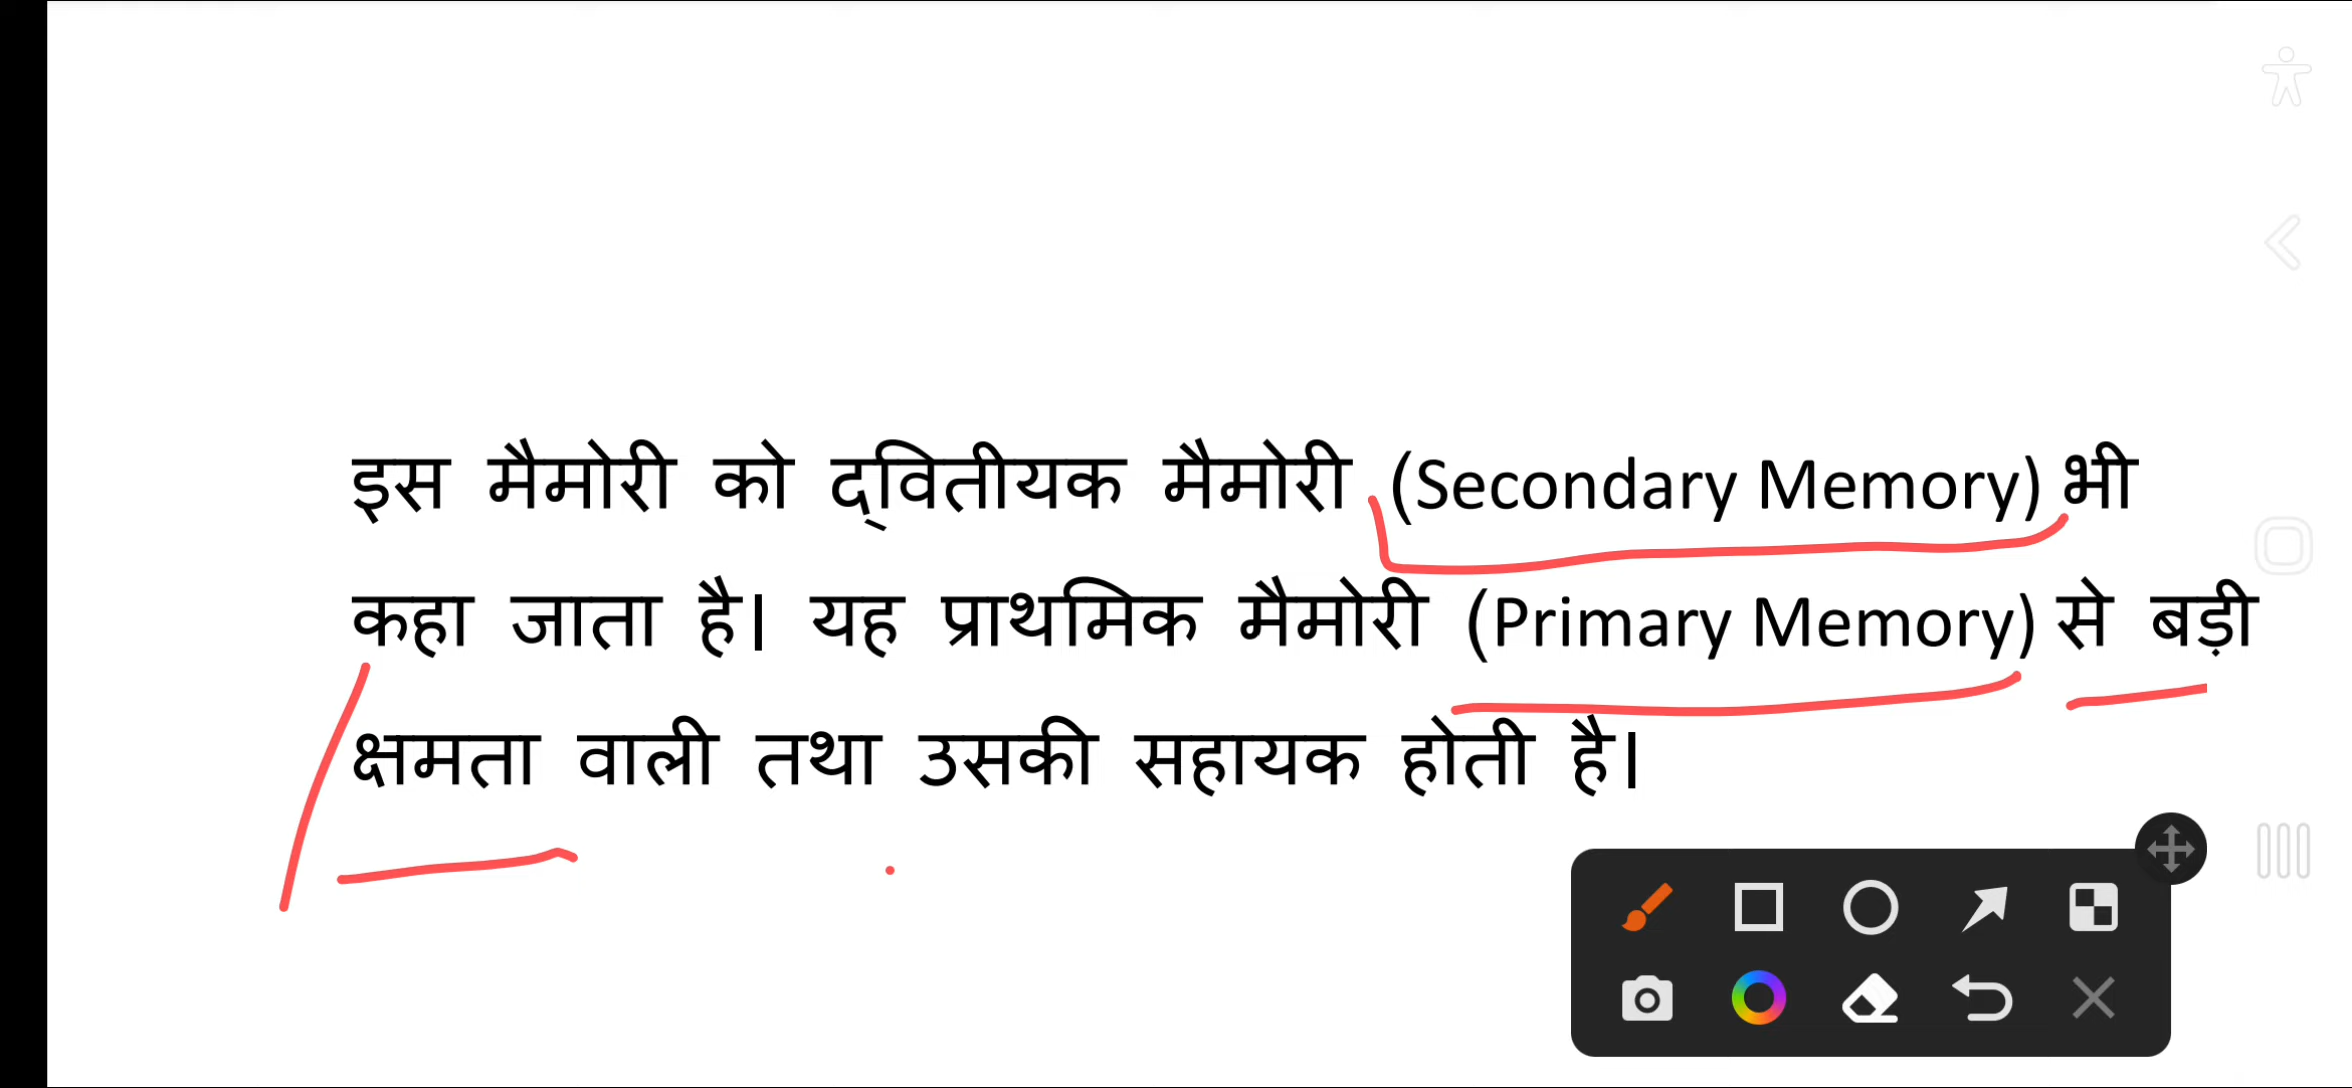 इस मैमोरी को द्वितीयक मैमोरी (Secondary Memory) भी
कहा जाता है। यह प्राथमिक मैमोरी (Primary Memory) से बड़ी
क्षमता वाली तथा उसकी सहायक होती है।